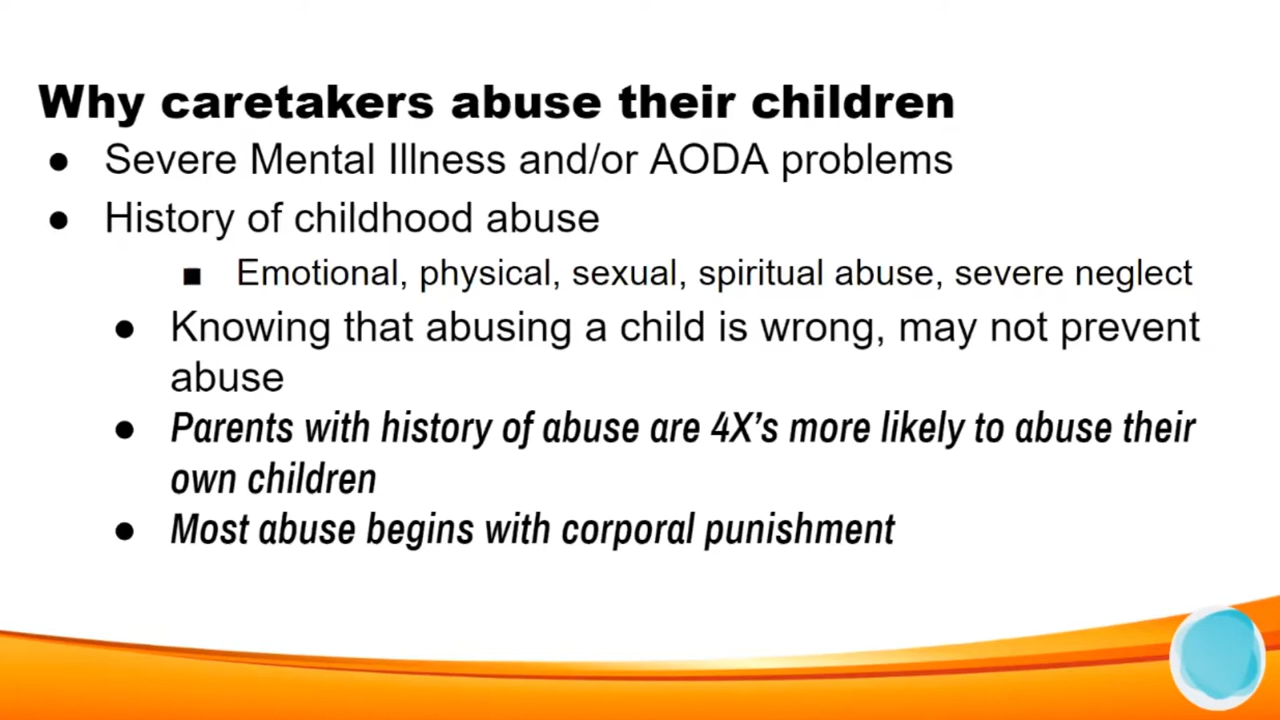 Why caretakers abuse their children
● Severe Mental Illness and/or AODA problems
● History of childhood abuse
■ Emotional, physical, sexual, spiritual abuse, severe neglect
● Knowing that abusing a child is wrong, may not prevent
abuse
● Parents with history of abuse are 4X’s more likely to abuse their
own children
● Most abuse begins with corporal punishment